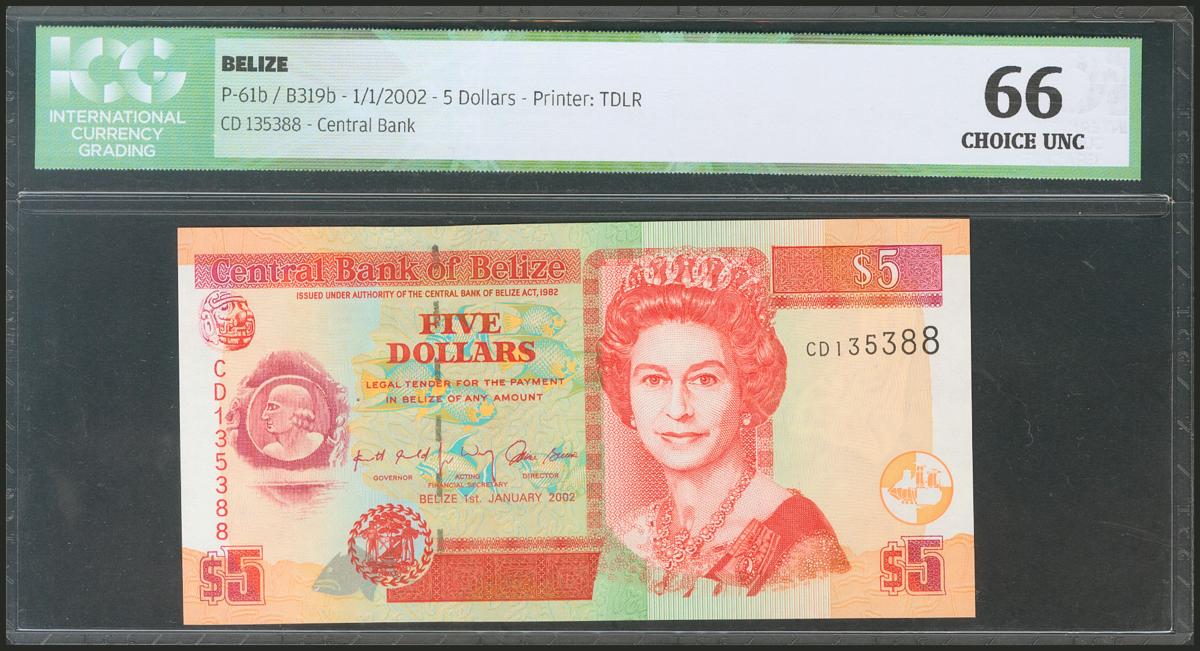 ICG
INTERNATIONAL
CURRENCY
GRADING
BELIZE
P-61b / B319b - 1/1/2002 - 5 Dollars - Printer: TDLR
CD 135388 - Central Bank
66
CHOICE UNC
Central Bank of Belize
$5
ISSUED UNDER AUTHORITY OF THE CENTRAL BANK OF BELIZE ACT, 1982
FIVE
DOLLARS
CD135388
LEGAL TENDER FOR THE PAYMENT
IN BELIZE OF ANY AMOUNT
CD135388
GOVERNOR
ACTING
FINANCIAL SECRETARY
DIRECTOR
BELIZE 1st. JANUARY 2002
$5
$5